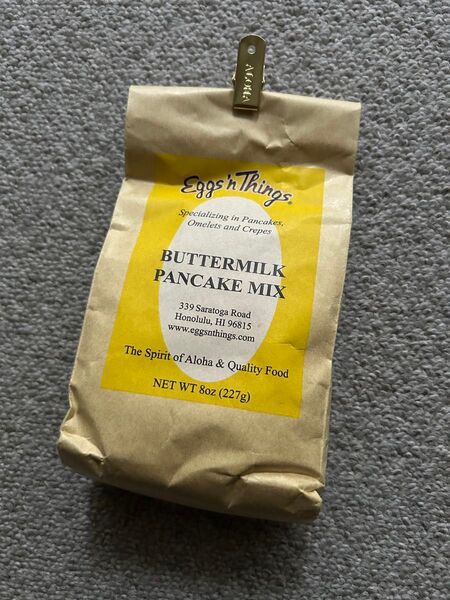 ALOHA
Eggs 'n Things®
Specializing in Pancakes,
Omelets and Crepes
BUTTERMILK
PANCAKE MIX
339 Saratoga Road
Honolulu, HI 96815
www.eggsnthings.com
The Spirit of Aloha & Quality Food
NET WT 8oz (227g)